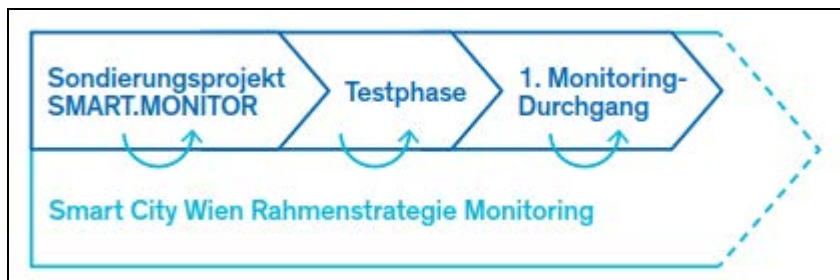 Sondierungsprojekt
SMART.MONITOR
Testphase
1. Monitoring-
Durchgang
Smart City Wien Rahmenstrategie Monitoring